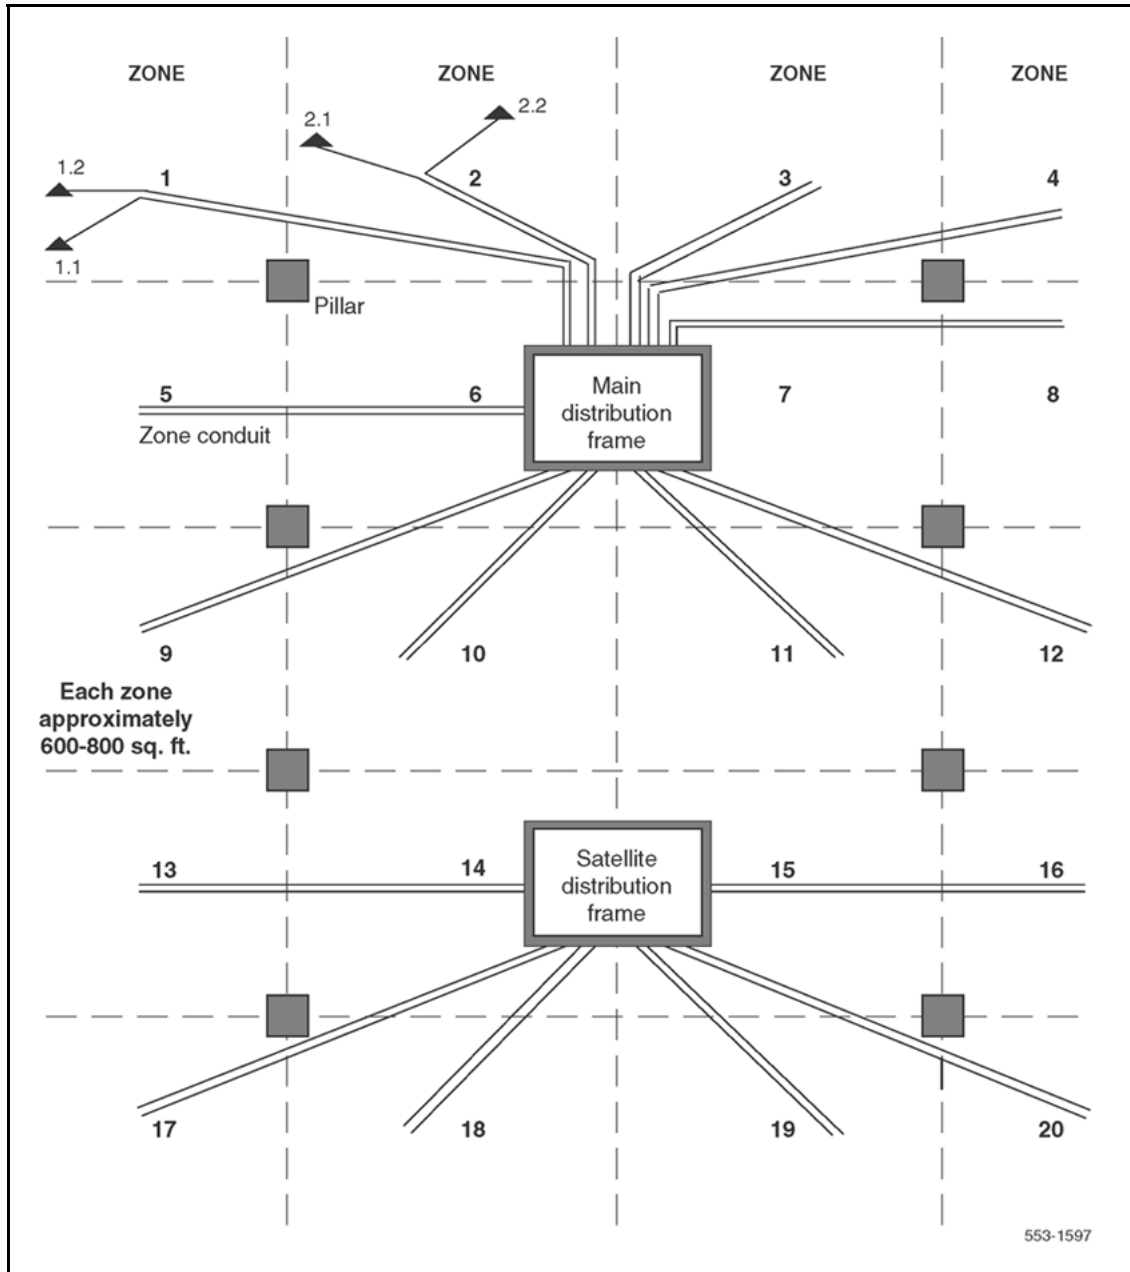 ZONE ZONE ZONE ZONE
2.1 2.2
1.2 1 2 3 4
1.1
Pillar
5 6 7 8
Main
distribution
frame
Zone conduit
9 10 11 12
Each zone
approximately
600-800 sq. ft.
13 14 15 16
Satellite
distribution
frame
17 18 19 20
553-1597